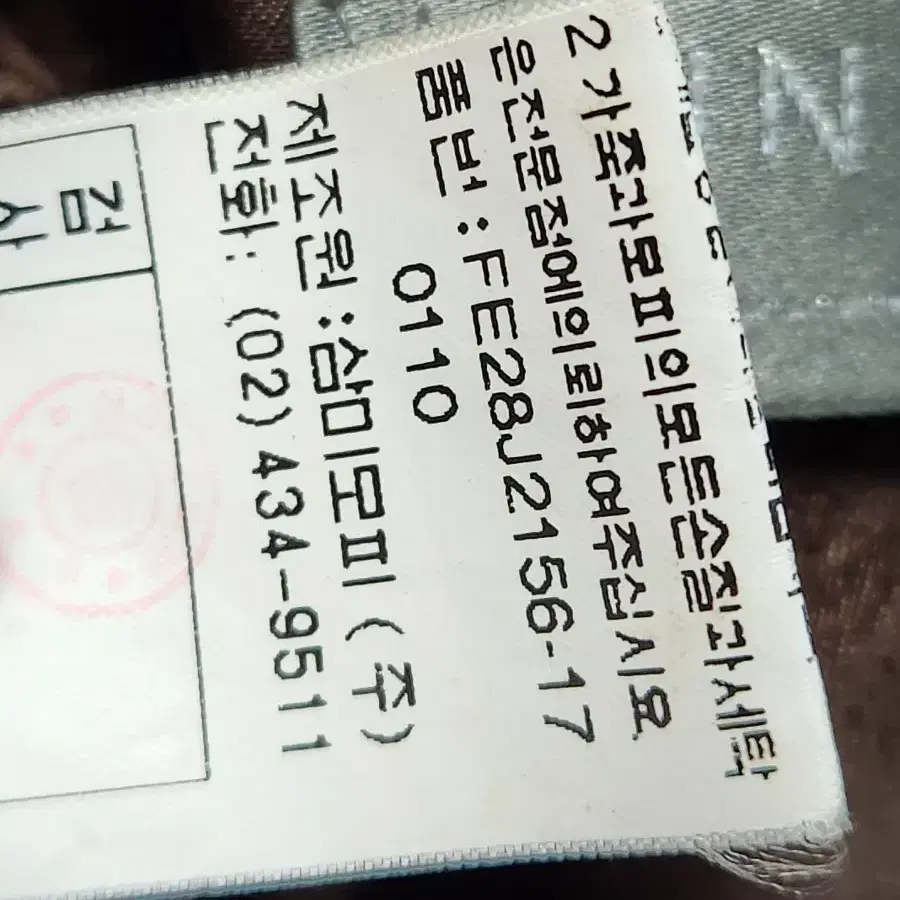 2가죽과모피의모든손질과세탁
은전문점에의뢰하여주십시요
품번:FE28J2156-17
0110
제조원:삼미모피(주)
전화:(02)434-9511
검사
N